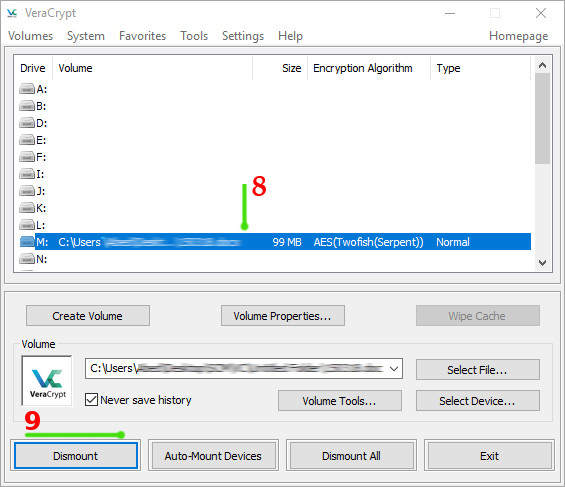 VeraCrypt
Volumes System Favorites Tools Settings Help Homepage
Drive Volume Size Encryption Algorithm Type
A:
B:
D:
E:
F:
I:
J:
K:
8
L:
M: C:\Users 99 MB AES(Twofish(Serpent)) Normal
N:
Create Volume Volume Properties... Wipe Cache
Volume
C:\Users\
Select File...
VeraCrypt
Never save history Volume Tools... Select Device...
9
Dismount Auto-Mount Devices Dismount All Exit